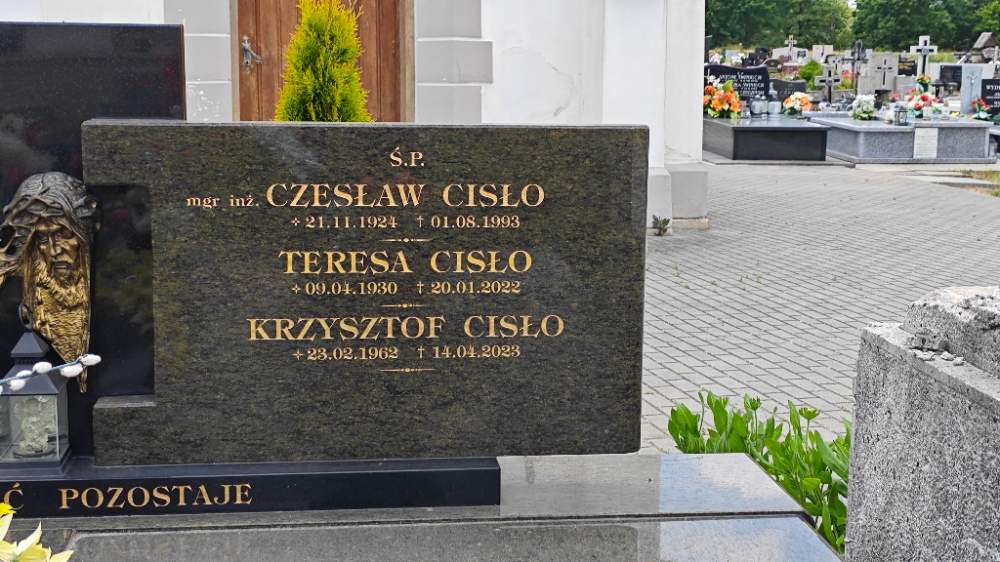 Ś.P.
mgr inż. CZESŁAW CISŁO
✧ 21.11.1924 † 01.08.1993
TERESA CISŁO
✧ 09.04.1930 † 20.01.2022
KRZYSZTOF CISŁO
✧ 23.02.1962 † 14.04.2023
Ć POZOSTAJE